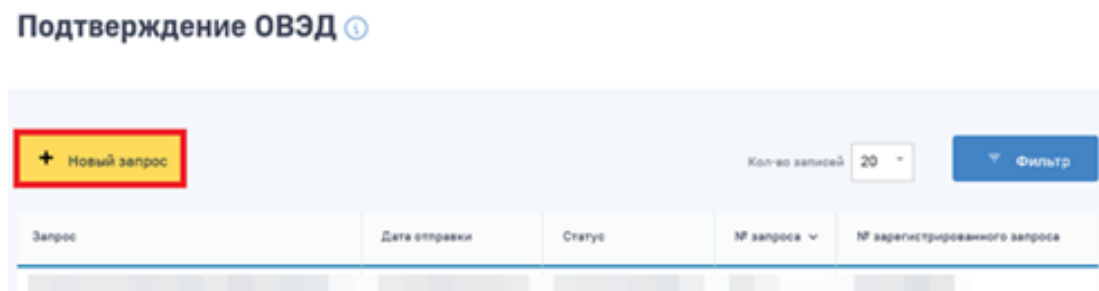 Подтверждение ОВЭД
+ Новый запрос
Кол-во записей 20 Фильтр
Запрос Дата отправки Статус № запроса № зарегистрированного запроса